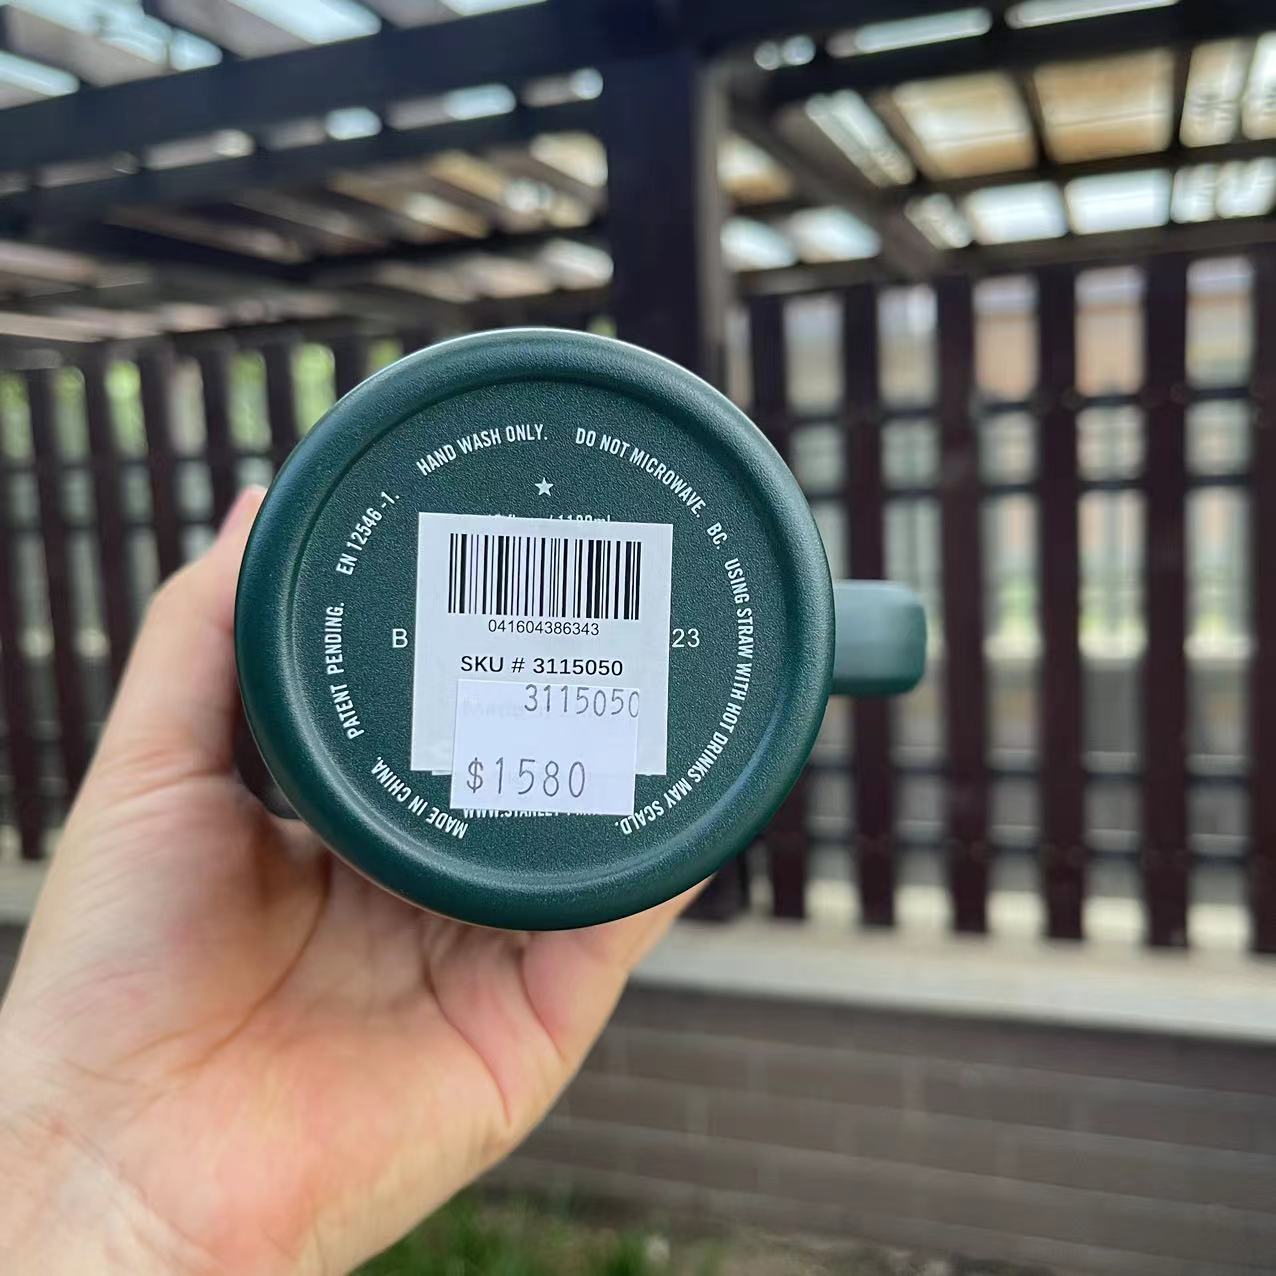 HAND WASH ONLY. DO NOT MICROWAVE. BC. USING STRAW WITH HOT DRINKS MAY SCALD.
MADE IN CHINA. PATENT PENDING. EN 12546-1.
B
23
041604386343
SKU # 3115050
3115050
$1580